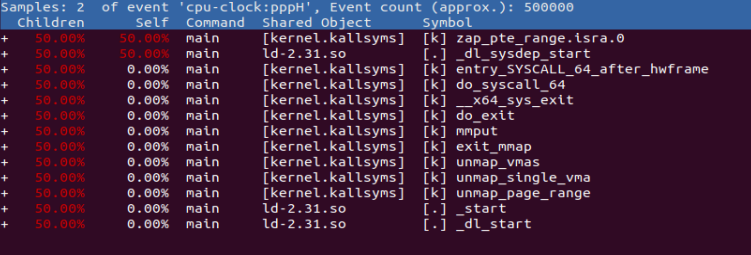 Samples: 2  of event 'cpu-clock:pppH', Event count (approx.): 500000
  Children      Self  Command  Shared Object      Symbol
+   50.00%    50.00%  main     [kernel.kallsyms]  [k] zap_pte_range.isra.0
+   50.00%    50.00%  main     ld-2.31.so         [.] _dl_sysdep_start
+   50.00%     0.00%  main     [kernel.kallsyms]  [k] entry_SYSCALL_64_after_hwframe
+   50.00%     0.00%  main     [kernel.kallsyms]  [k] do_syscall_64
+   50.00%     0.00%  main     [kernel.kallsyms]  [k] __x64_sys_exit
+   50.00%     0.00%  main     [kernel.kallsyms]  [k] do_exit
+   50.00%     0.00%  main     [kernel.kallsyms]  [k] mmput
+   50.00%     0.00%  main     [kernel.kallsyms]  [k] exit_mmap
+   50.00%     0.00%  main     [kernel.kallsyms]  [k] unmap_vmas
+   50.00%     0.00%  main     [kernel.kallsyms]  [k] unmap_single_vma
+   50.00%     0.00%  main     [kernel.kallsyms]  [k] unmap_page_range
+   50.00%     0.00%  main     ld-2.31.so         [.] _start
+   50.00%     0.00%  main     ld-2.31.so         [.] _dl_start